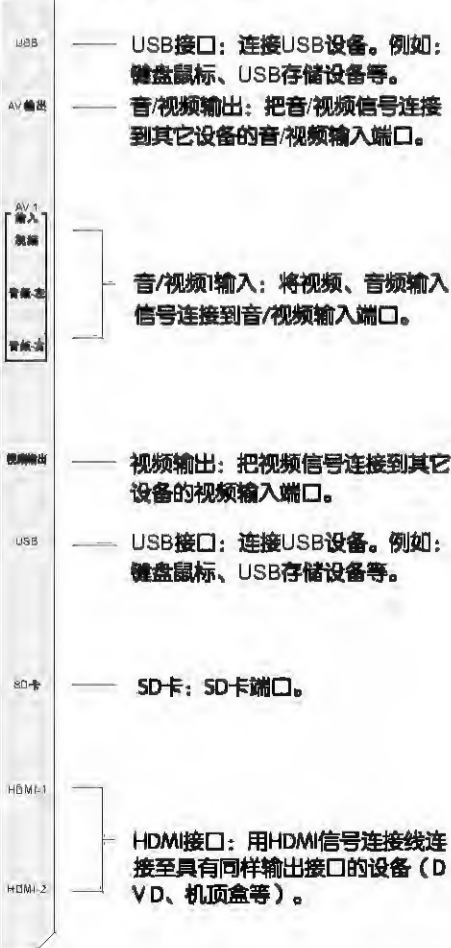 USB
USB接口：连接USB设备。例如：
键盘鼠标、USB存储设备等。
AV输出
音/视频输出：把音/视频信号连接
到其它设备的音/视频输入端口。
AV 1
输入
视频
音频-左
音频-右
音/视频1输入：将视频、音频输入
信号连接到音/视频输入端口。
视频输出
视频输出：把视频信号连接到其它
设备的视频输入端口。
USB
USB接口：连接USB设备。例如：
键盘鼠标、USB存储设备等。
SD卡
SD卡：SD卡端口。
HDMI-1
HDMI-2
HDMI接口：用HDMI信号连接线连
接至具有同样输出接口的设备（D
V D、机顶盒等）。